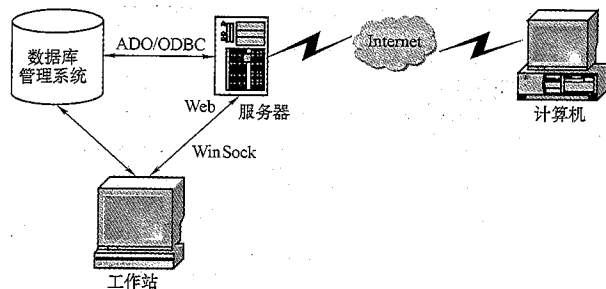 数据库
管理系统
ADO/ODBC
Internet
Web
服务器
计算机
WinSock
工作站